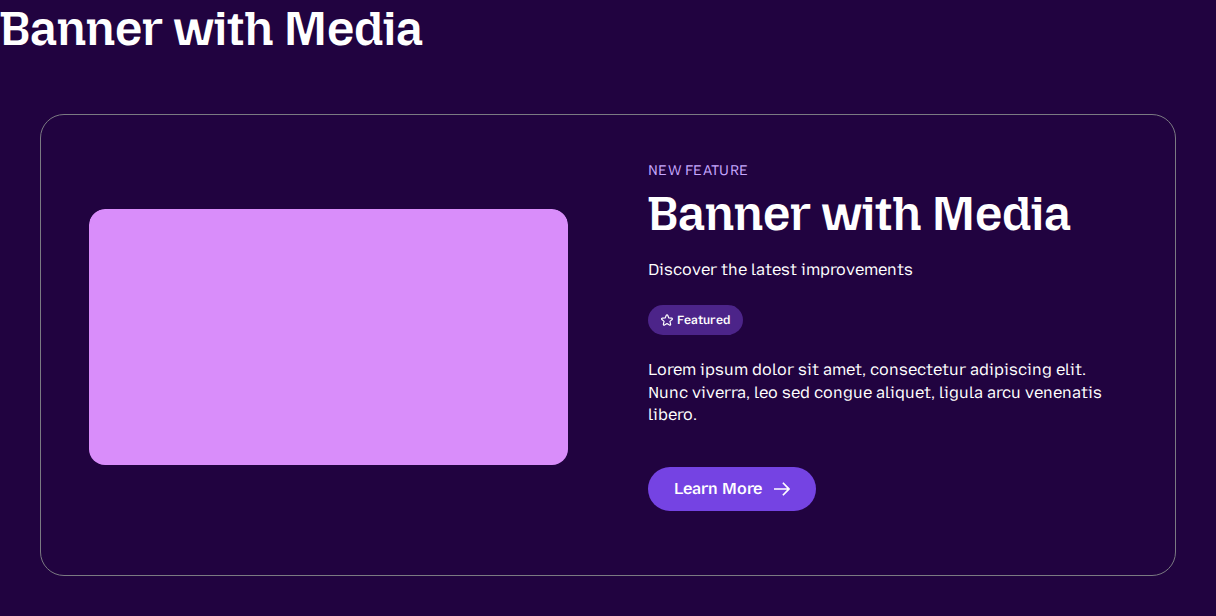 Banner with Media
NEW FEATURE
Banner with Media
Discover the latest improvements
Featured
Lorem ipsum dolor sit amet, consectetur adipiscing elit.
Nunc viverra, leo sed congue aliquet, ligula arcu venenatis
libero.
Learn More